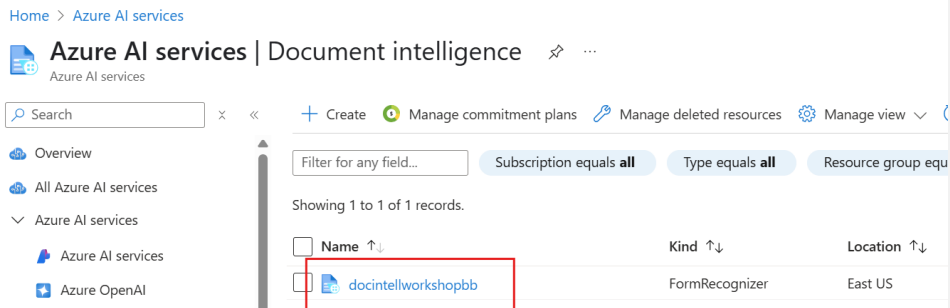 Home > Azure AI services
Azure AI services | Document intelligence
Azure AI services
Search
Create Manage commitment plans Manage deleted resources Manage view
Overview
All Azure AI services
Azure AI services
Azure AI services
Azure OpenAI
Filter for any field... Subscription equals all Type equals all Resource group equ
Showing 1 to 1 of 1 records.
Name Kind Location
docintellworkshopbb FormRecognizer East US